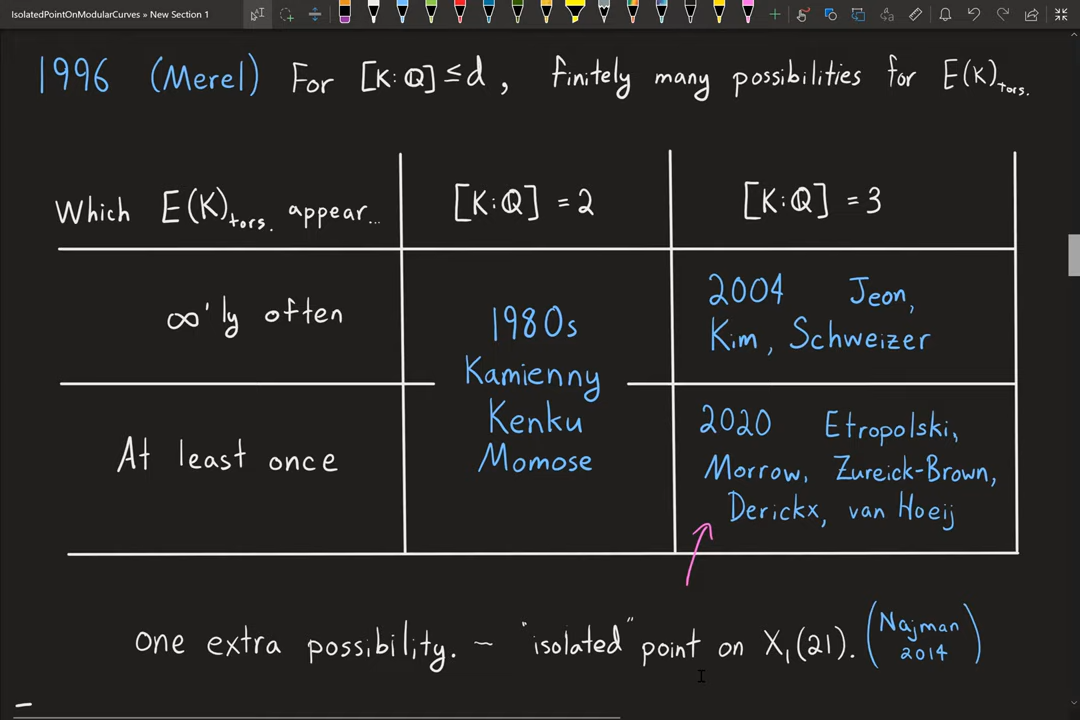 IsolatedPointOnModularCurves » New Section 1
1996 (Merel) For [K:ℚ] ≤ d, finitely many possibilities for E(K)tors.
Which E(K)tors. appear...
[K:ℚ] = 2
[K:ℚ] = 3
∞'ly often
1980s
Kamienny
Kenku
Momose
2004 Jeon,
Kim, Schweizer
At least once
2020 Etropolski,
Morrow, Zureick-Brown,
Derickx, van Hoeij
one extra possibility. ~ "isolated" point on X₁(21). (Najman
2014)